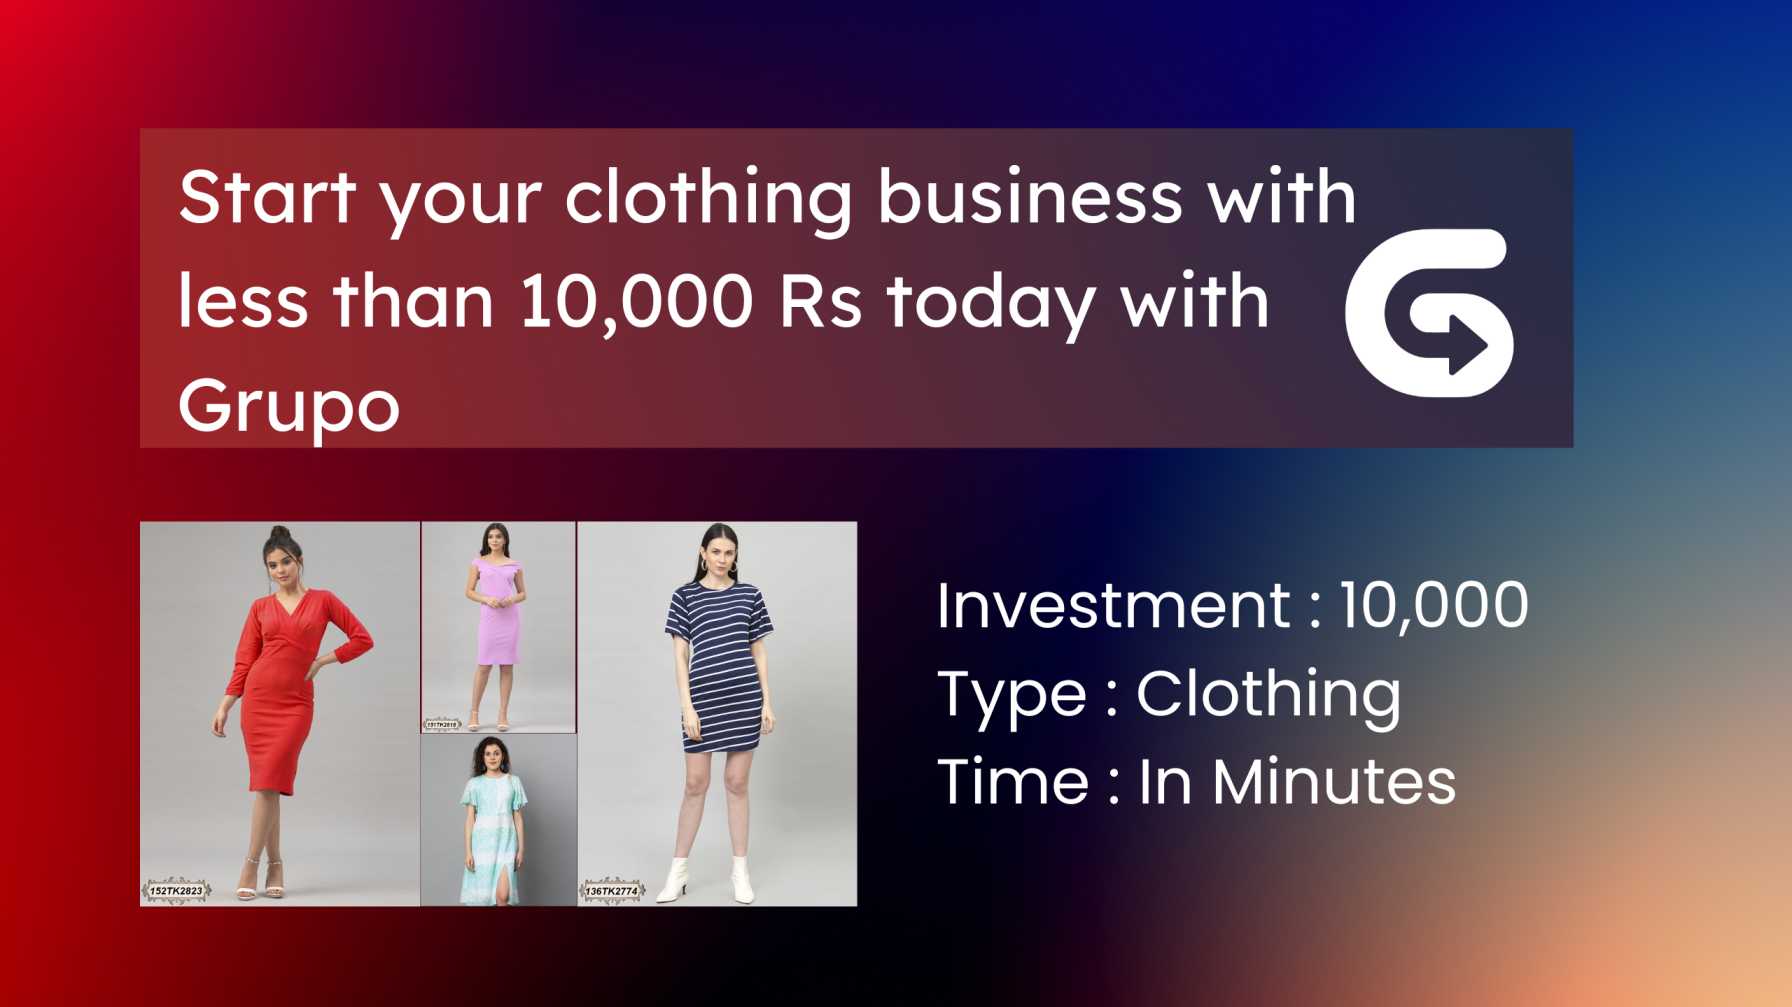 Start your clothing business with
less than 10,000 Rs today with
Grupo
152TK2823
151TK2818
136TK2774
Investment : 10,000
Type : Clothing
Time : In Minutes